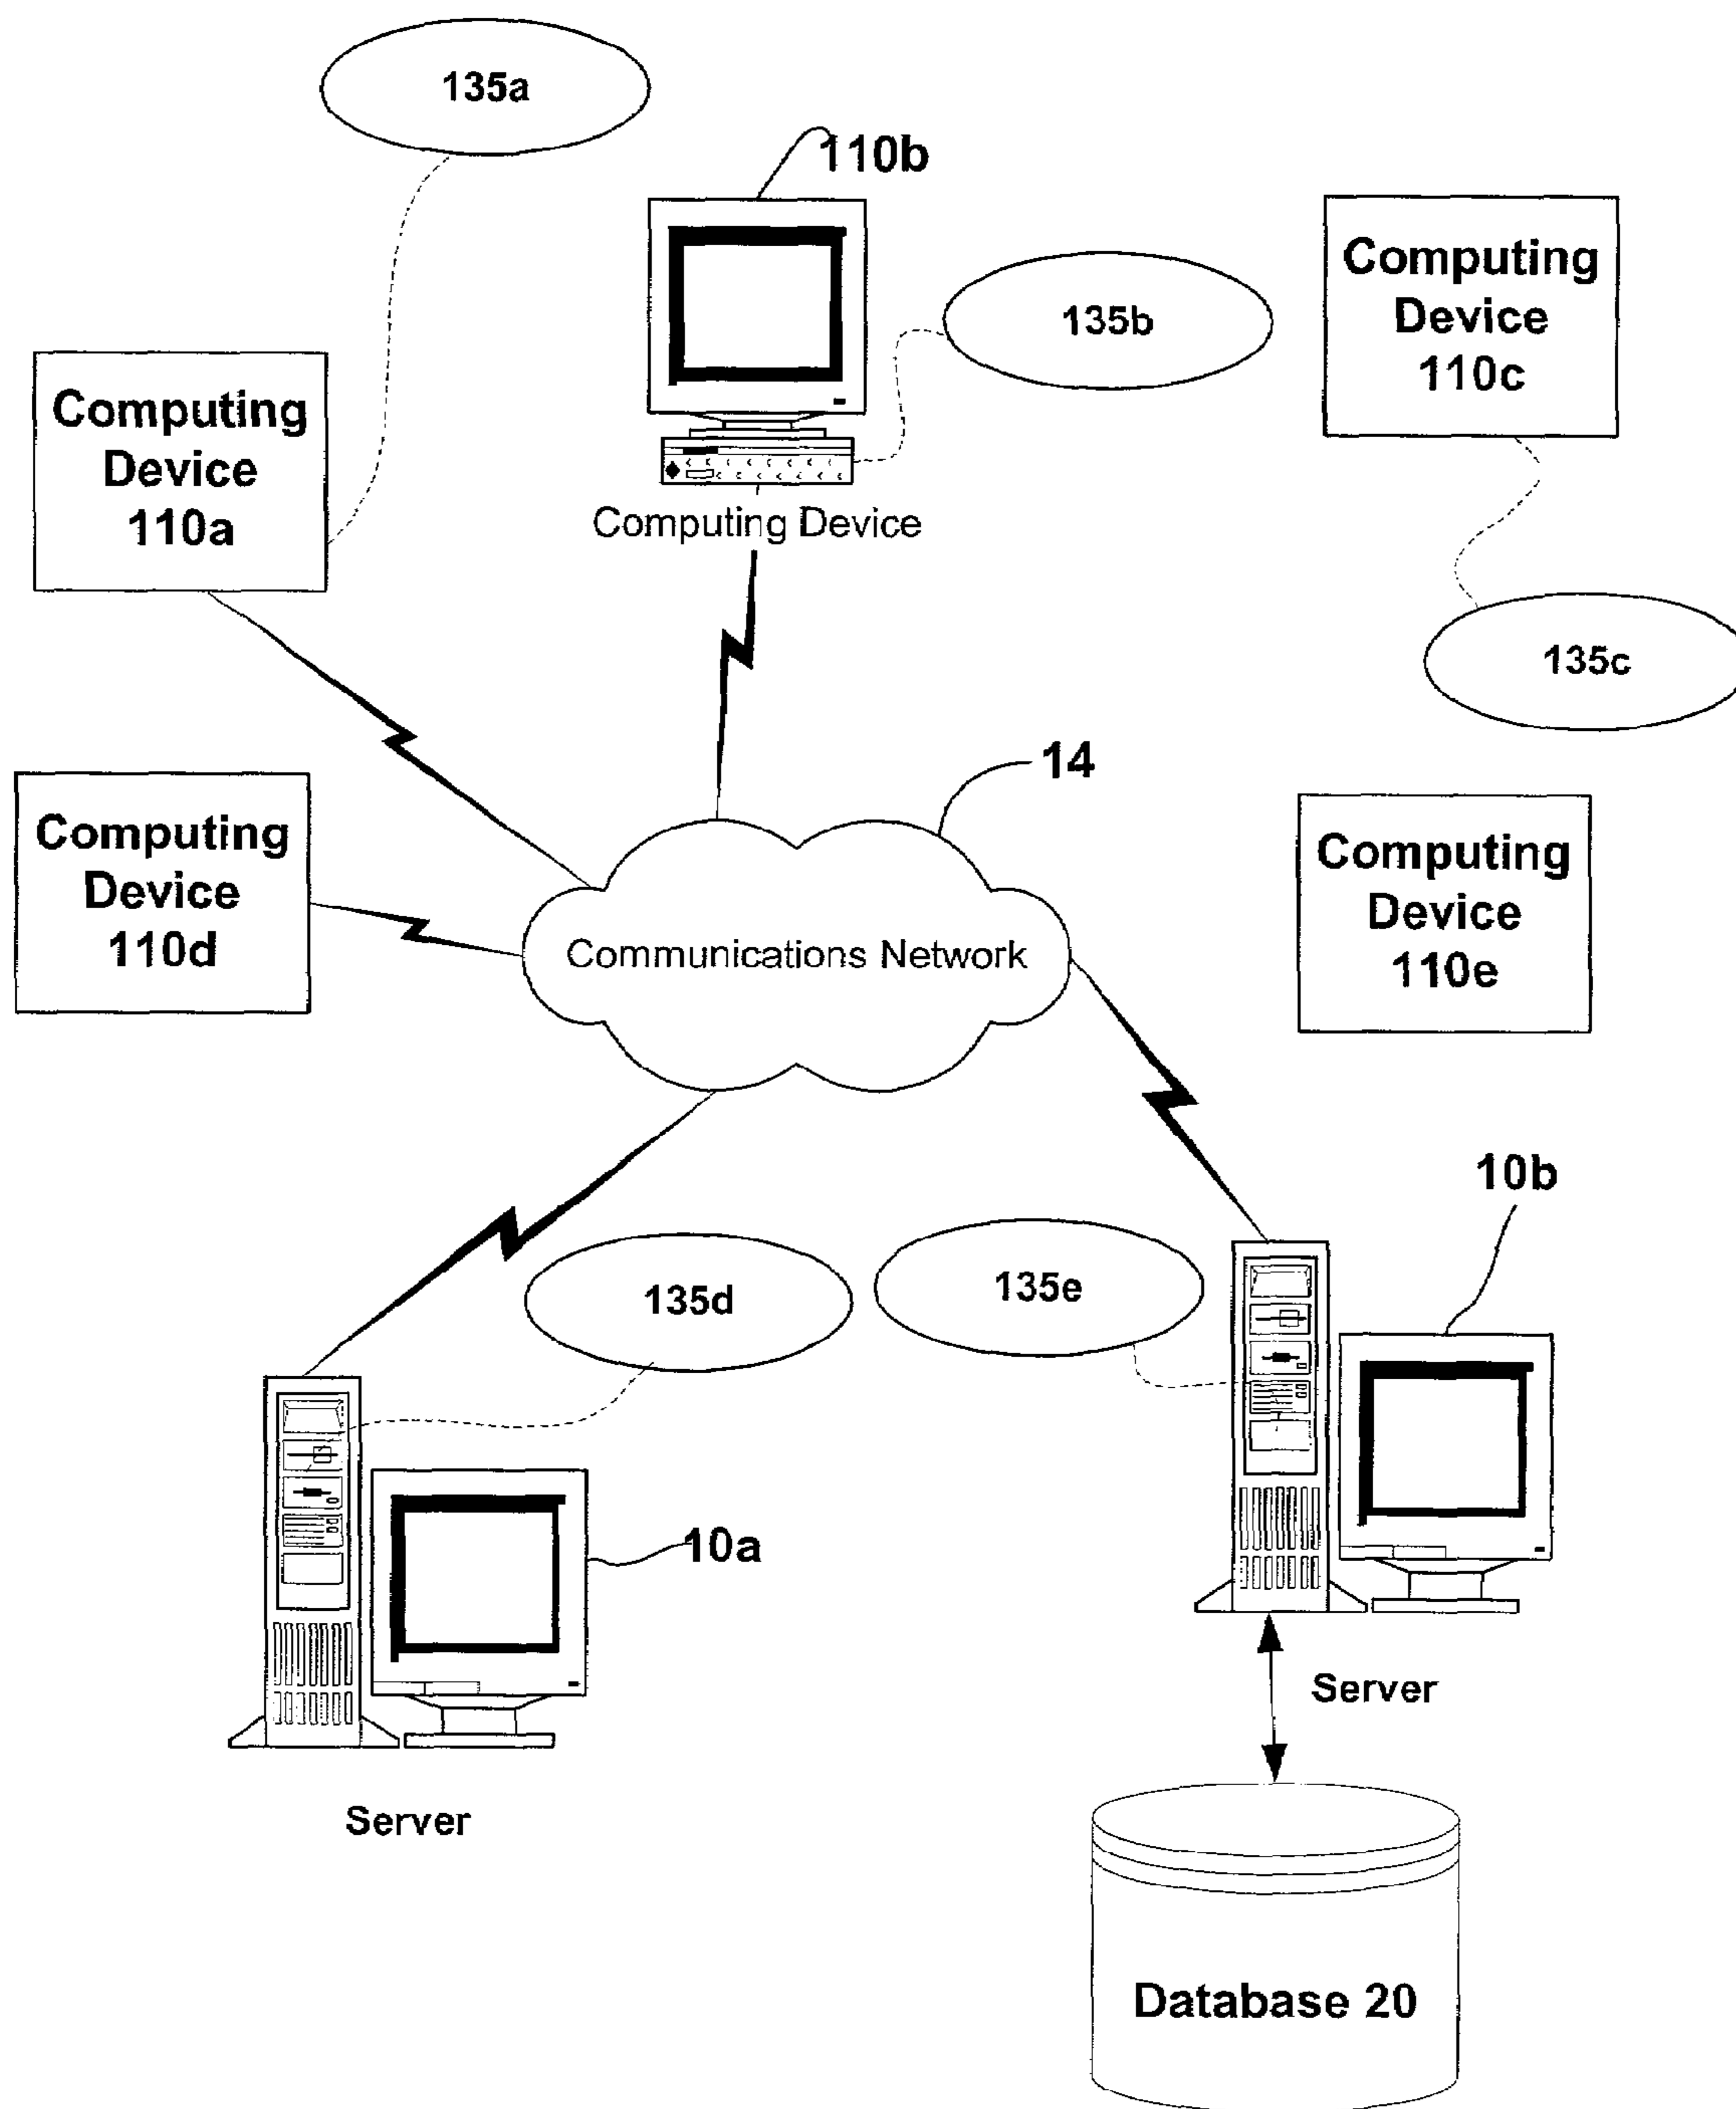 135a
110b
Computing
Device
110c
135b
Computing
Device
110a
Computing Device
135c
14
Computing
Device
110d
Computing
Device
110e
Communications Network
10b
135d
135e
10a
Server
Server
Database 20